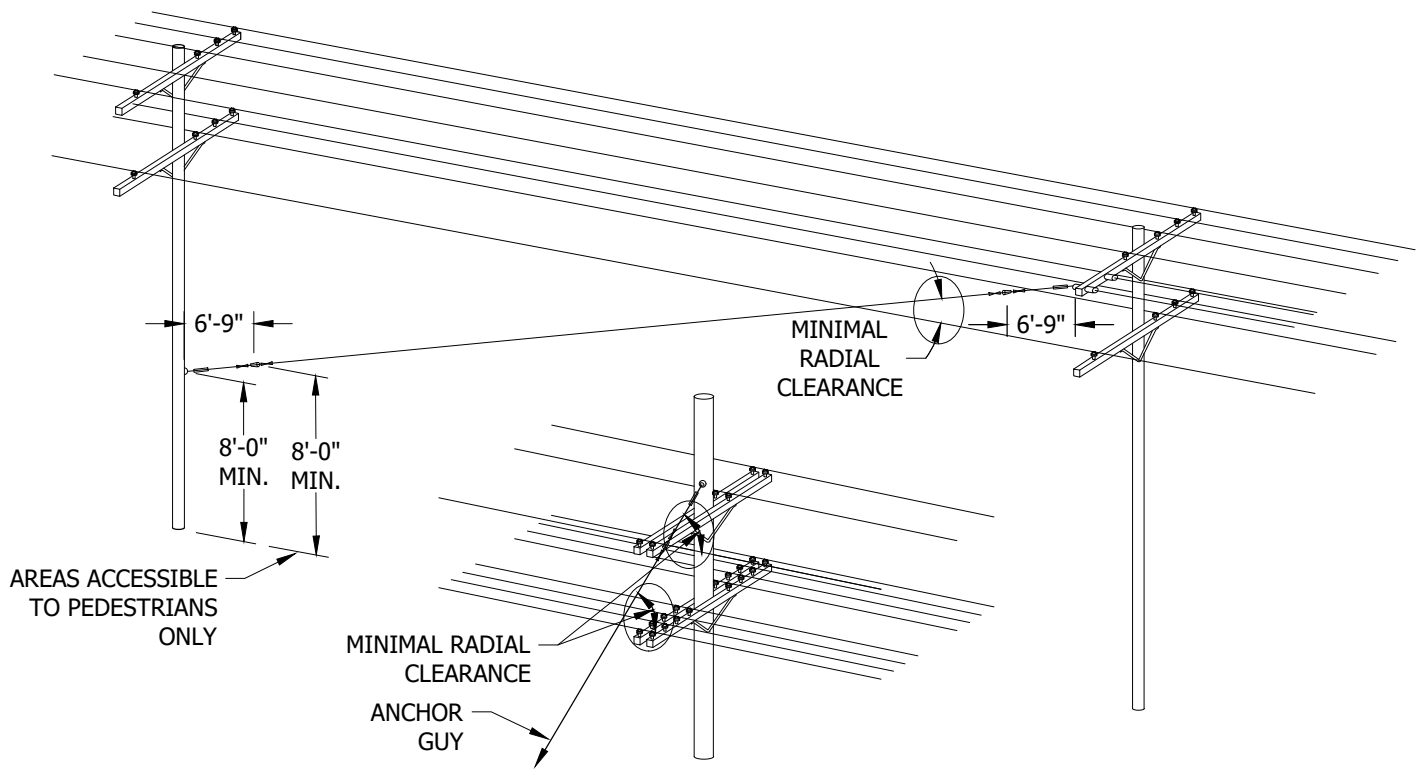 6'-9"
MINIMAL
RADIAL
CLEARANCE
6'-9"
8'-0"
MIN.
8'-0"
MIN.
AREAS ACCESSIBLE
TO PEDESTRIANS
ONLY
MINIMAL RADIAL
CLEARANCE
ANCHOR
GUY